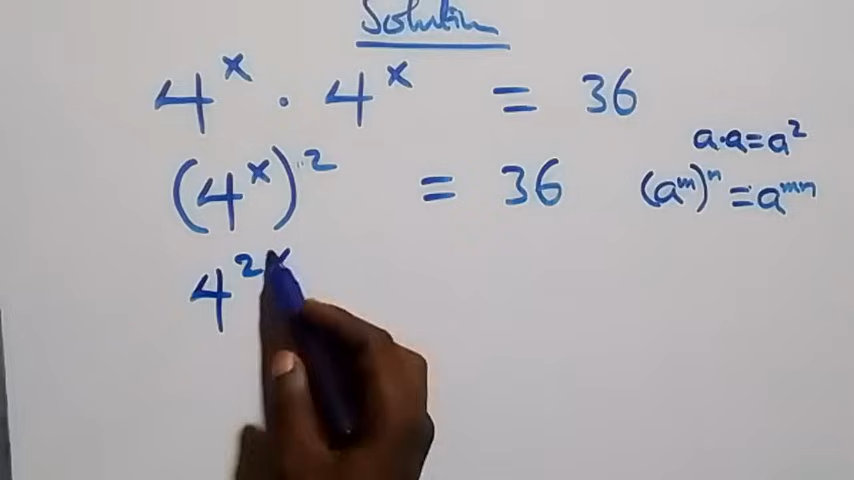 Solution
4^x · 4^x = 36
a·a=a^2
(4^x)^2 = 36
(a^m)^n = a^mn
4^2x